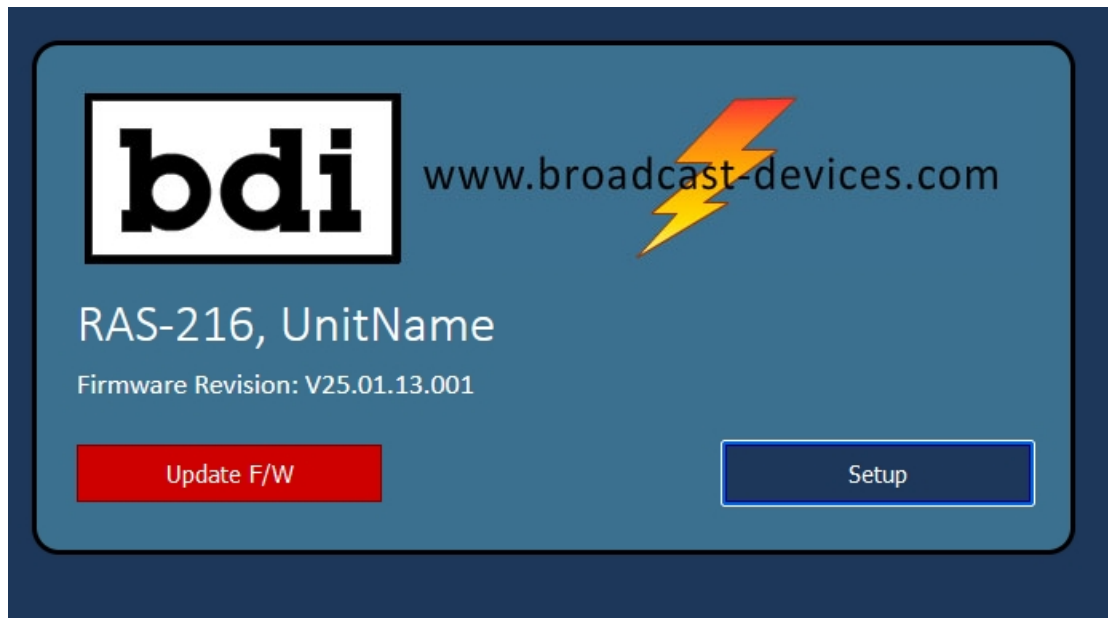 bdi
www.broadcast-devices.com
RAS-216, UnitName
Firmware Revision: V25.01.13.001
Update F/W
Setup